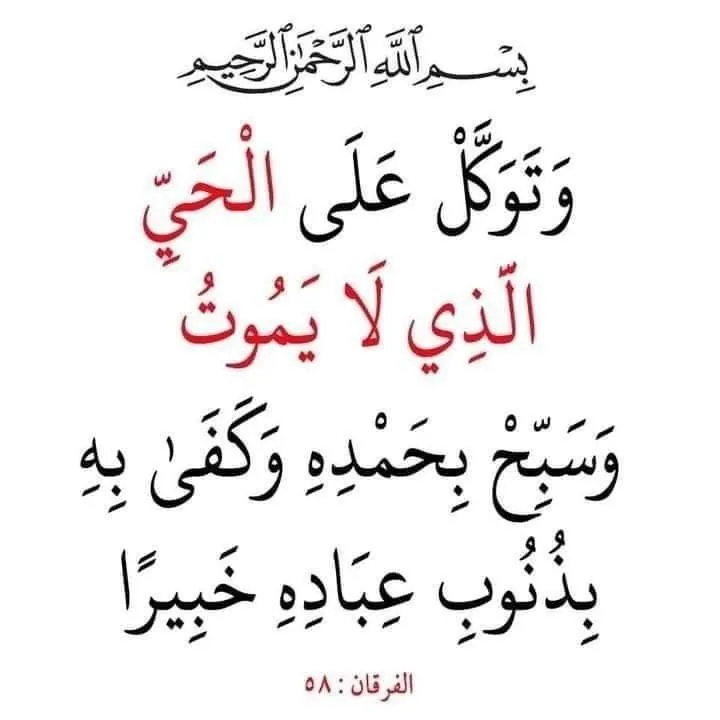 بِسْمِ ٱللَّهِ ٱلرَّحْمَٰنِ ٱلرَّحِيمِ
وَتَوَكَّلْ عَلَى الْحَيِّ
الَّذِي لَا يَمُوتُ
وَسَبِّحْ بِحَمْدِهِ وَكَفَىٰ بِهِ
بِذُنُوبِ عِبَادِهِ خَبِيرًا
الفرقان : ٥٨